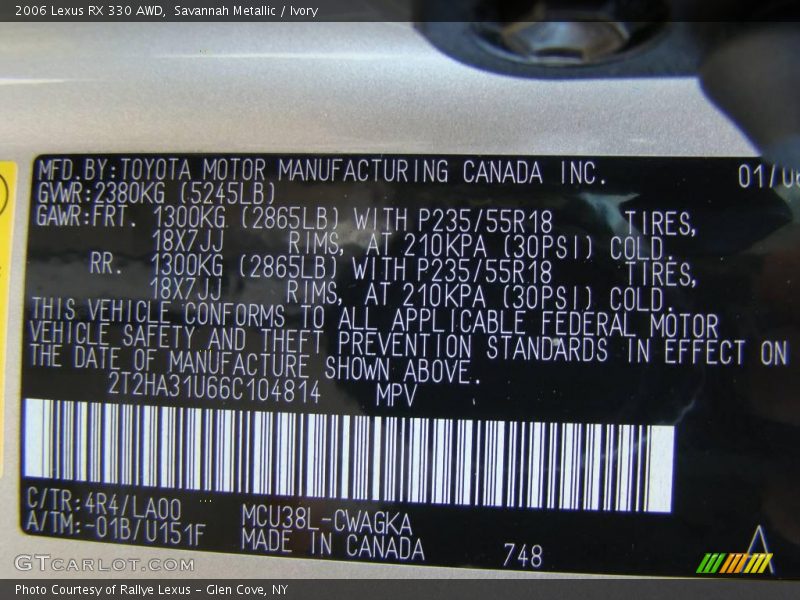 2006 Lexus RX 330 AWD, Savannah Metallic / Ivory
MFD.BY:TOYOTA MOTOR MANUFACTURING CANADA INC. 01/06
GVWR:2380KG (5245LB)
GAWR:FRT. 1300KG (2865LB) WITH P235/55R18 TIRES,
18X7JJ RIMS, AT 210KPA (30PSI) COLD.
RR. 1300KG (2865LB) WITH P235/55R18 TIRES,
18X7JJ RIMS, AT 210KPA (30PSI) COLD.
THIS VEHICLE CONFORMS TO ALL APPLICABLE FEDERAL MOTOR
VEHICLE SAFETY AND THEFT PREVENTION STANDARDS IN EFFECT ON
THE DATE OF MANUFACTURE SHOWN ABOVE.
2T2HA31U66C104814 MPV
C/TR:4R4/LA00 MCU38L-CWAGKA
A/TM:-01B/U151F MADE IN CANADA 748
GTCARLOT.COM
Photo Courtesy of Rallye Lexus - Glen Cove, NY